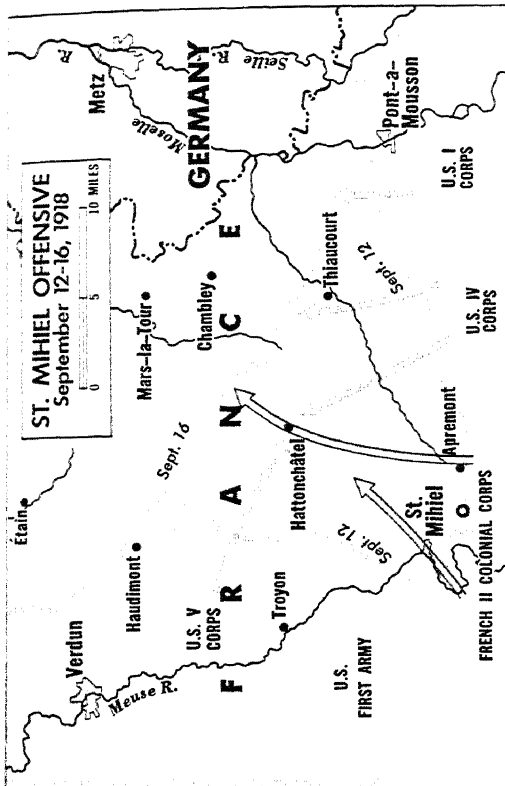 ST. MIHIEL OFFENSIVE
September 12-16, 1918
0 5 10 MILES
Metz
R.
Moselle
Seille
R.
GERMANY
Etain
Mars-la-Tour
Chambley
Verdun
Haudimont
Sept. 16
Meuse R.
U.S. V
CORPS
FRANCE
Troyon
Hattonchâtel
Thiaucourt
Pont-a-
Mousson
Sept. 12
Sept. 12
U.S.
FIRST ARMY
St.
Mihiel
Apremont
FRENCH II COLONIAL CORPS
U.S. IV
CORPS
U.S. I
CORPS